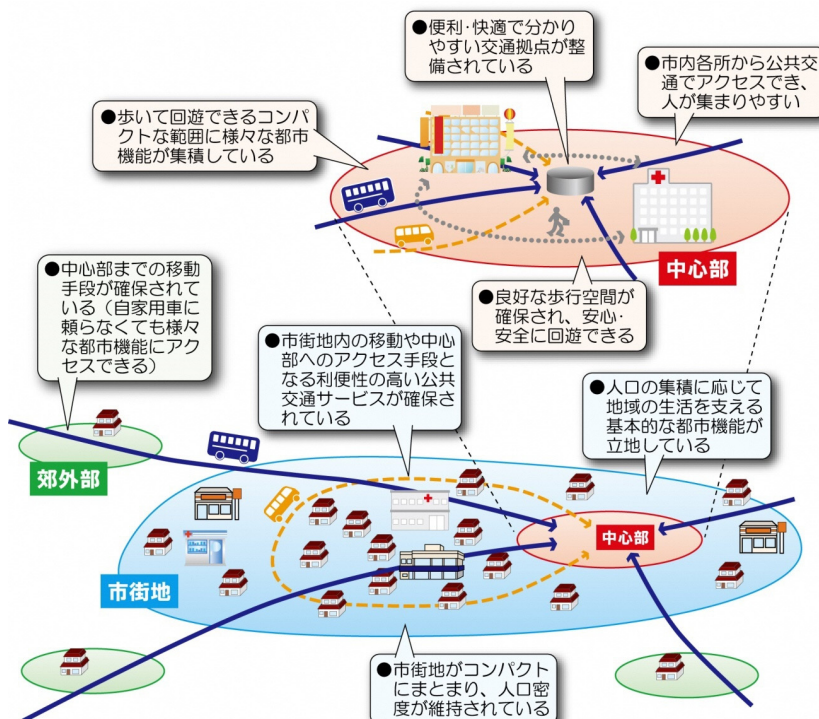 ●便利・快適で分かり
やすい交通拠点が整
備されている
●市内各所から公共交
通でアクセスでき、
人が集まりやすい
●歩いて回遊できるコンパ
クトな範囲に様々な都市
機能が集積している
中心部
●中心部までの移動
手段が確保されて
いる（自家用車に
頼らなくても様々
な都市機能にアク
セスできる）
●良好な歩行空間が
確保され、安心・
安全に回遊できる
●市街地内の移動や中心
部へのアクセス手段と
なる利便性の高い公共
交通サービスが確保さ
れている
●人口の集積に応じて
地域の生活を支える
基本的な都市機能が
立地している
郊外部
中心部
市街地
●市街地がコンパクト
にまとまり、人口密
度が維持されている